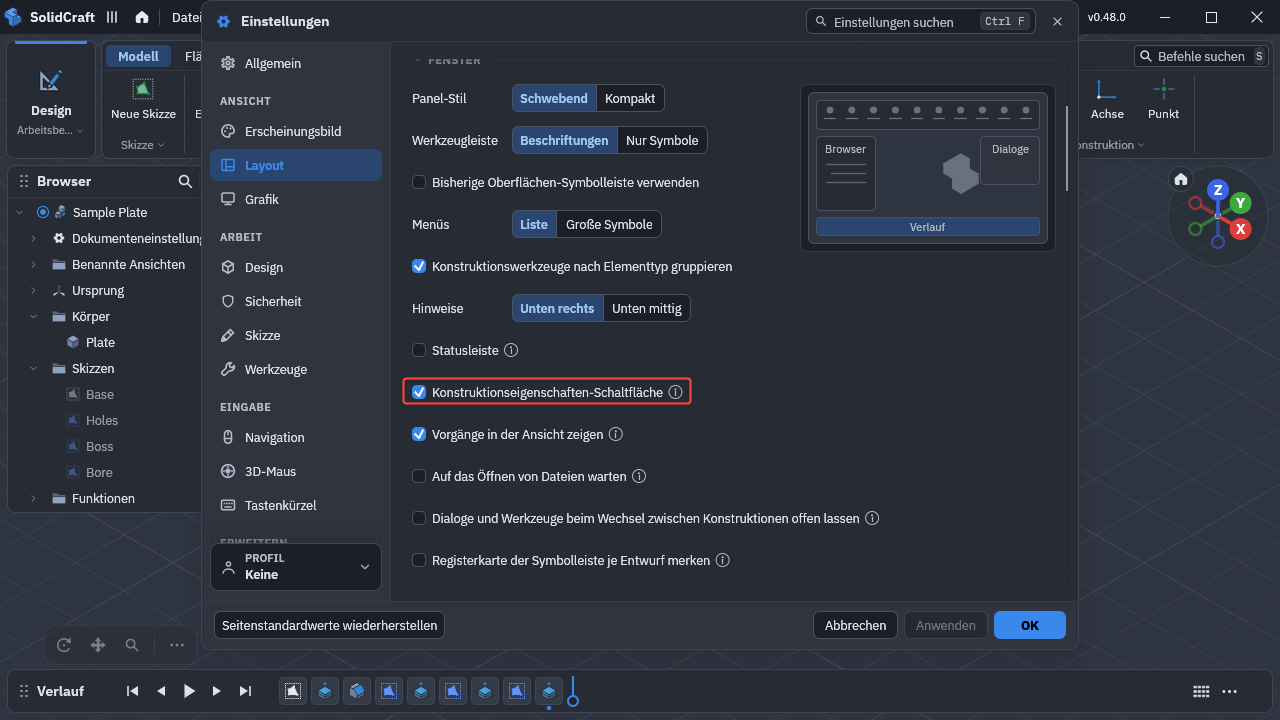 SolidCraft
Datei
Einstellungen
Einstellungen suchen
Ctrl F
v0.48.0
Design
Arbeitsbe...
Modell
Neue Skizze
Skizze
Befehle suchen
S
Achse
Punkt
Browser
Sample Plate
Dokumenteneinstellung
Benannte Ansichten
Ursprung
Körper
Plate
Skizzen
Base
Holes
Boss
Bore
Funktionen
Allgemein
ANSICHT
Erscheinungsbild
Layout
Grafik
ARBEIT
Design
Sicherheit
Skizze
Werkzeuge
EINGABE
Navigation
3D-Maus
Tastenkürzel
ERWEITERN
PROFIL
Keine
FENSTER
Panel-Stil
Schwebend
Kompakt
Werkzeugleiste
Beschriftungen
Nur Symbole
Bisherige Oberflächen-Symbolleiste verwenden
Menüs
Liste
Große Symbole
Konstruktionswerkzeuge nach Elementtyp gruppieren
Hinweise
Unten rechts
Unten mittig
Statusleiste
Konstruktionseigenschaften-Schaltfläche
Vorgänge in der Ansicht zeigen
Auf das Öffnen von Dateien warten
Dialoge und Werkzeuge beim Wechsel zwischen Konstruktionen offen lassen
Registerkarte der Symbolleiste je Entwurf merken
Browser
Dialoge
Verlauf
Z
Y
X
Seitenstandardwerte wiederherstellen
Abbrechen
Anwenden
OK
Verlauf